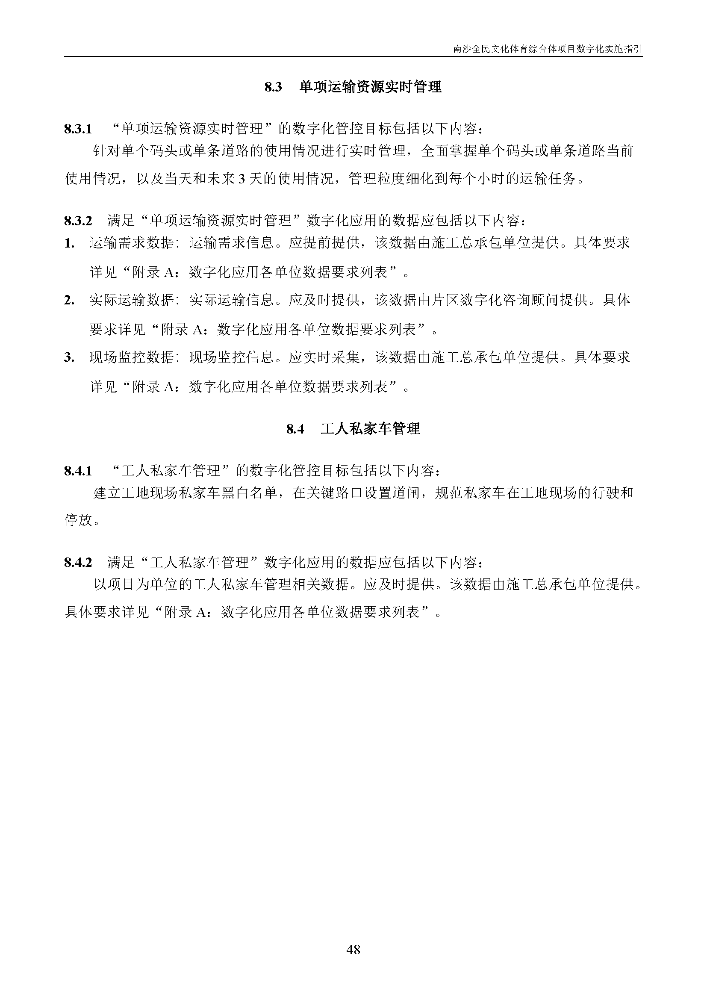 南沙全民文化体育综合体项目数字化实施指引
8.3 单项运输资源实时管理
8.3.1 “单项运输资源实时管理”的数字化管控目标包括以下内容：
针对单个码头或单条道路的使用情况进行实时管理，全面掌握单个码头或单条道路当前
使用情况，以及当天和未来 3 天的使用情况，管理粒度细化到每个小时的运输任务。
8.3.2 满足“单项运输资源实时管理”数字化应用的数据应包括以下内容：
1. 运输需求数据：运输需求信息。应提前提供，该数据由施工总承包单位提供。具体要求
详见“附录 A：数字化应用各单位数据要求列表”。
2. 实际运输数据：实际运输信息。应及时提供，该数据由片区数字化咨询顾问提供。具体
要求详见“附录 A：数字化应用各单位数据要求列表”。
3. 现场监控数据：现场监控信息。应实时采集，该数据由施工总承包单位提供。具体要求
详见“附录 A：数字化应用各单位数据要求列表”。
8.4 工人私家车管理
8.4.1 “工人私家车管理”的数字化管控目标包括以下内容：
建立工地现场私家车黑白名单，在关键路口设置道闸，规范私家车在工地现场的行驶和
停放。
8.4.2 满足“工人私家车管理”数字化应用的数据应包括以下内容：
以项目为单位的工人私家车管理相关数据。应及时提供。该数据由施工总承包单位提供。
具体要求详见“附录 A：数字化应用各单位数据要求列表”。
48